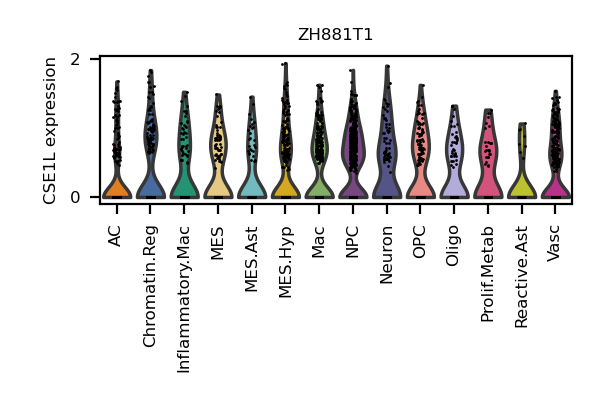 ZH881T1
CSE1L expression
2
0
AC
Chromatin.Reg
Inflammatory.Mac
MES
MES.Ast
MES.Hyp
Mac
NPC
Neuron
OPC
Oligo
Prolif.Metab
Reactive.Ast
Vasc